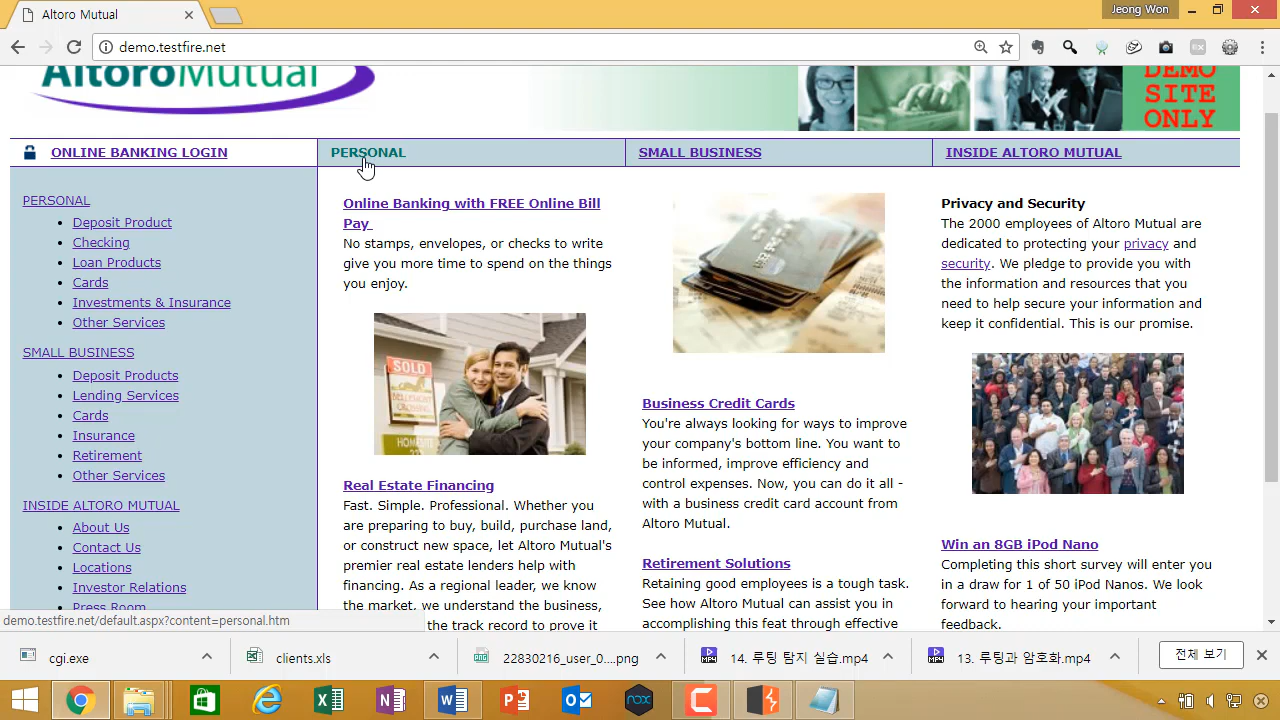 Altoro Mutual
Jeong Won
demo.testfire.net
AltoroMutual
DEMO
SITE
ONLY
ONLINE BANKING LOGIN
PERSONAL
SMALL BUSINESS
INSIDE ALTORO MUTUAL
PERSONAL
Deposit Product
Checking
Loan Products
Cards
Investments & Insurance
Other Services
SMALL BUSINESS
Deposit Products
Lending Services
Cards
Insurance
Retirement
Other Services
INSIDE ALTORO MUTUAL
About Us
Contact Us
Locations
Investor Relations
Press Room
Online Banking with FREE Online Bill
Pay
No stamps, envelopes, or checks to write
give you more time to spend on the things
you enjoy.
SOLD
Real Estate Financing
Fast. Simple. Professional. Whether you
are preparing to buy, build, purchase land,
or construct new space, let Altoro Mutual's
premier real estate lenders help with
financing. As a regional leader, we know
the market, we understand the business,
the track record to prove it
Business Credit Cards
You're always looking for ways to improve
your company's bottom line. You want to
be informed, improve efficiency and
control expenses. Now, you can do it all -
with a business credit card account from
Altoro Mutual.
Retirement Solutions
Retaining good employees is a tough task.
See how Altoro Mutual can assist you in
accomplishing this feat through effective
Privacy and Security
The 2000 employees of Altoro Mutual are
dedicated to protecting your privacy and
security. We pledge to provide you with
the information and resources that you
need to help secure your information and
keep it confidential. This is our promise.
Win an 8GB iPod Nano
Completing this short survey will enter you
in a draw for 1 of 50 iPod Nanos. We look
forward to hearing your important
feedback.
demo.testfire.net/default.aspx?content=personal.htm
cgi.exe
clients.xls
22830216_user_0....png
14. 루팅 탐지 실습.mp4
13. 루팅과 암호화.mp4
전체 보기
nox